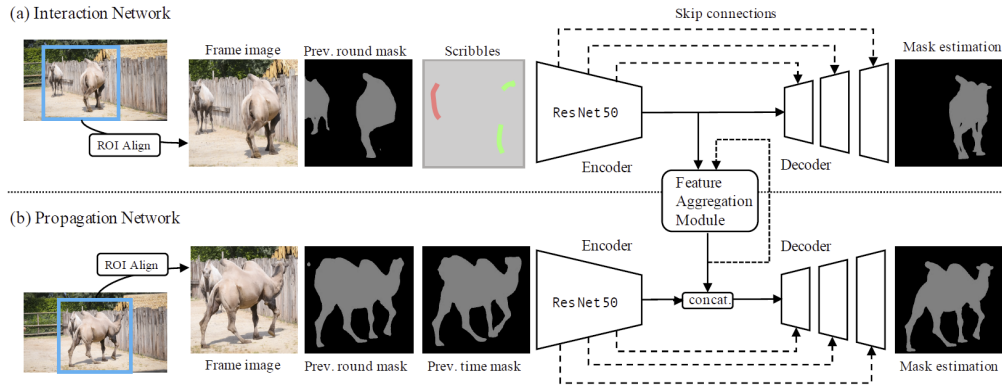 (a) Interaction Network
Skip connections
Frame image
Prev. round mask
Scribbles
Mask estimation
ROI Align
ResNet50
Encoder
Decoder
Feature
Aggregation
Module
(b) Propagation Network
ROI Align
Encoder
Decoder
ResNet50
concat.
Frame image
Prev. round mask
Prev. time mask
Mask estimation